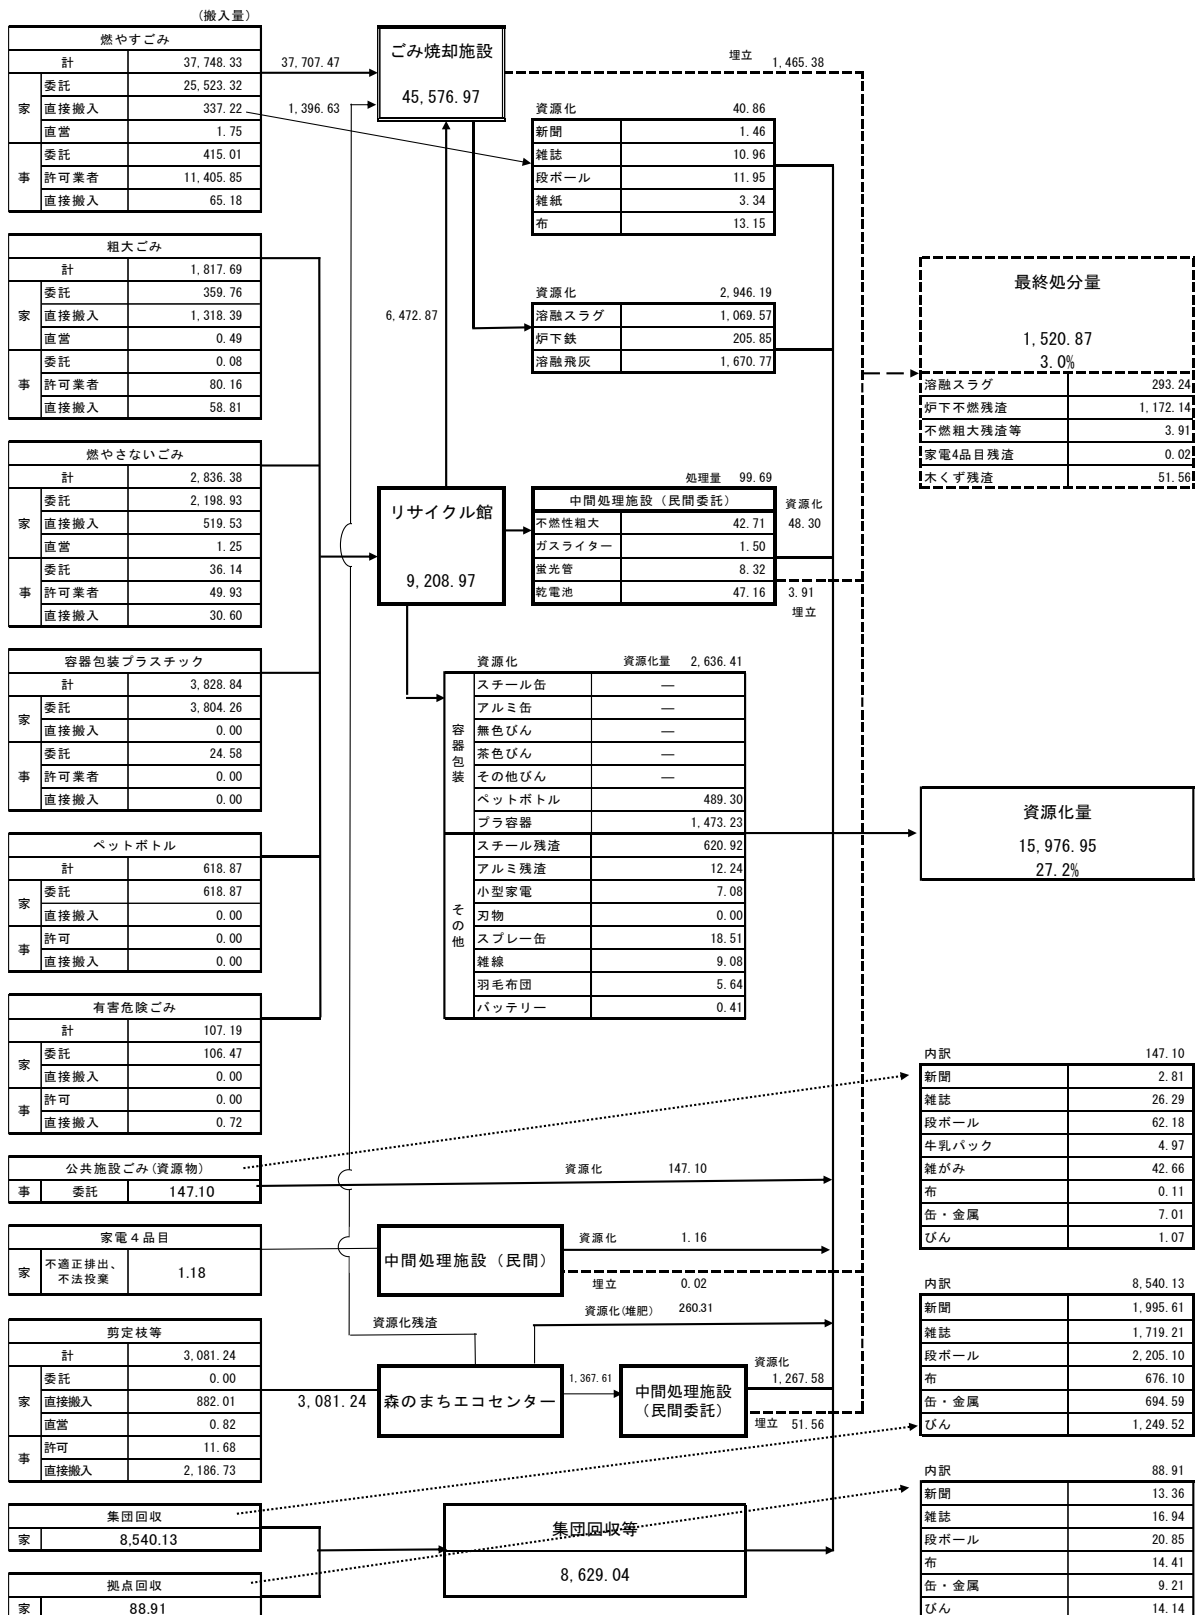 (搬入量)
燃やすごみ
計 37,748.33
家 委託 25,523.32
直接搬入 337.22
直営 1.75
事 委託 415.01
許可業者 11,405.85
直接搬入 65.18
粗大ごみ
計 1,817.69
家 委託 359.76
直接搬入 1,318.39
直営 0.49
事 委託 0.08
許可業者 80.16
直接搬入 58.81
燃やさないごみ
計 2,836.38
家 委託 2,198.93
直接搬入 519.53
直営 1.25
事 委託 36.14
許可業者 49.93
直接搬入 30.60
容器包装プラスチック
計 3,828.84
家 委託 3,804.26
直接搬入 0.00
事 委託 24.58
許可業者 0.00
直接搬入 0.00
ペットボトル
計 618.87
家 委託 618.87
直接搬入 0.00
事 許可 0.00
直接搬入 0.00
有害危険ごみ
計 107.19
家 委託 106.47
直接搬入 0.00
事 許可 0.00
直接搬入 0.72
公共施設ごみ(資源物)
事 委託 147.10
家電４品目
家 不適正排出、
不法投棄 1.18
剪定枝等
計 3,081.24
家 委託 0.00
直接搬入 882.01
直営 0.82
事 許可 11.68
直接搬入 2,186.73
集団回収
家 8,540.13
拠点回収
家 88.91
37,707.47
1,396.63
ごみ焼却施設
45,576.97
6,472.87
リサイクル館
9,208.97
埋立 1,465.38
資源化 40.86
新聞 1.46
雑誌 10.96
段ボール 11.95
雑紙 3.34
布 13.15
資源化 2,946.19
溶融スラグ 1,069.57
炉下鉄 205.85
溶融飛灰 1,670.77
処理量 99.69
中間処理施設（民間委託）
不燃性粗大 42.71
ガスライター 1.50
蛍光管 8.32
乾電池 47.16
資源化
48.30
3.91
埋立
資源化 資源化量 2,636.41
容器包装
スチール缶 ―
アルミ缶 ―
無色びん ―
茶色びん ―
その他びん ―
ペットボトル 489.30
プラ容器 1,473.23
その他
スチール残渣 620.92
アルミ残渣 12.24
小型家電 7.08
刃物 0.00
スプレー缶 18.51
雑線 9.08
羽毛布団 5.64
バッテリー 0.41
資源化 147.10
中間処理施設（民間）
資源化 1.16
埋立 0.02
資源化(堆肥) 260.31
資源化残渣
3,081.24
森のまちエコセンター
1,367.61
中間処理施設
（民間委託）
資源化
1,267.58
埋立 51.56
集団回収等
8,629.04
最終処分量
1,520.87
3.0%
溶融スラグ 293.24
炉下不燃残渣 1,172.14
不燃粗大残渣等 3.91
家電4品目残渣 0.02
木くず残渣 51.56
資源化量
15,976.95
27.2%
内訳 147.10
新聞 2.81
雑誌 26.29
段ボール 62.18
牛乳パック 4.97
雑がみ 42.66
布 0.11
缶・金属 7.01
びん 1.07
内訳 8,540.13
新聞 1,995.61
雑誌 1,719.21
段ボール 2,205.10
布 676.10
缶・金属 694.59
びん 1,249.52
内訳 88.91
新聞 13.36
雑誌 16.94
段ボール 20.85
布 14.41
缶・金属 9.21
びん 14.14